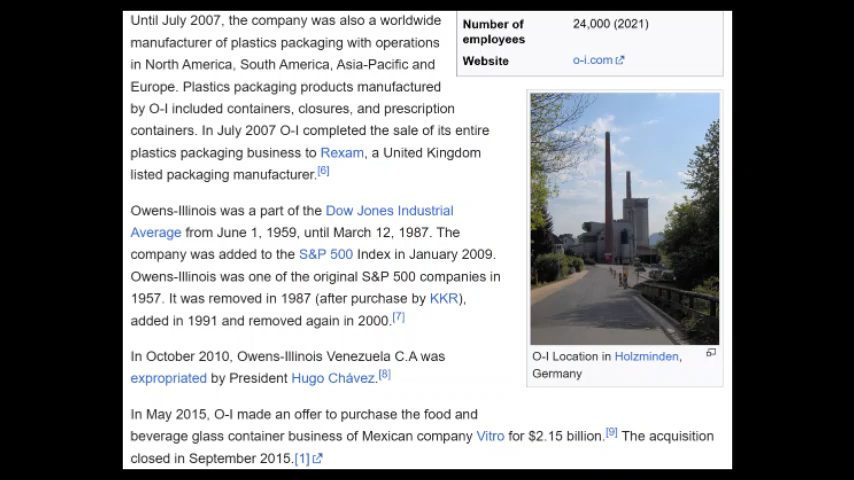 Until July 2007, the company was also a worldwide
manufacturer of plastics packaging with operations
in North America, South America, Asia-Pacific and
Europe. Plastics packaging products manufactured
by O-I included containers, closures, and prescription
containers. In July 2007 O-I completed the sale of its entire
plastics packaging business to Rexam, a United Kingdom
listed packaging manufacturer.[6]
Owens-Illinois was a part of the Dow Jones Industrial
Average from June 1, 1959, until March 12, 1987. The
company was added to the S&P 500 Index in January 2009.
Owens-Illinois was one of the original S&P 500 companies in
1957. It was removed in 1987 (after purchase by KKR),
added in 1991 and removed again in 2000.[7]
In October 2010, Owens-Illinois Venezuela C.A was
expropriated by President Hugo Chávez.[8]
In May 2015, O-I made an offer to purchase the food and
beverage glass container business of Mexican company Vitro for $2.15 billion.[9] The acquisition
closed in September 2015.[1]
Number of 24,000 (2021)
employees
Website o-i.com
O-I Location in Holzminden,
Germany